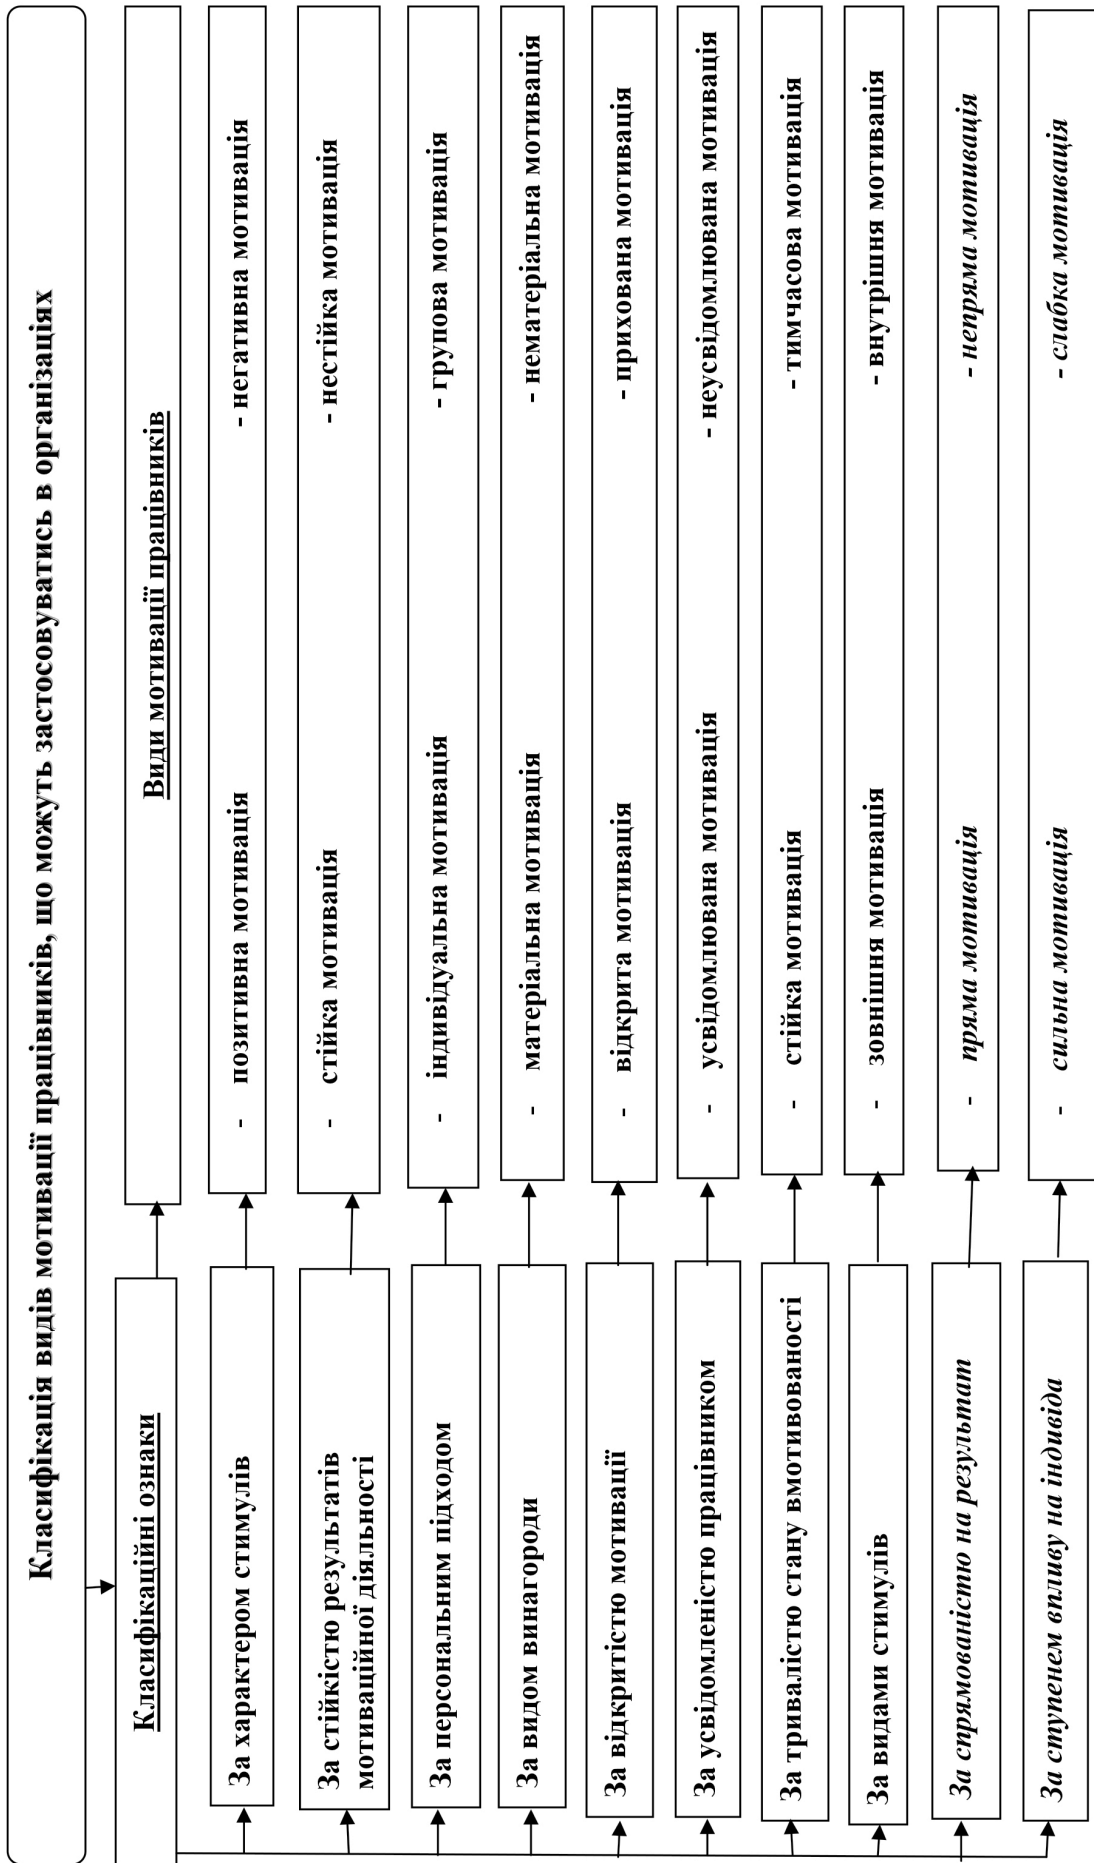 Класифікація видів мотивації працівників, що можуть застосовуватись в організаціях
Класифікаційні ознаки
Види мотивації працівників
За характером стимулів
- позитивна мотивація
- негативна мотивація
За стійкістю результатів
мотиваційної діяльності
- стійка мотивація
- нестійка мотивація
За персональним підходом
- індивідуальна мотивація
- групова мотивація
За видом винагороди
- матеріальна мотивація
- нематеріальна мотивація
За відкритістю мотивації
- відкрита мотивація
- прихована мотивація
За усвідомленістю працівником
- усвідомлювана мотивація
- неусвідомлювана мотивація
За тривалістю стану вмотивованості
- стійка мотивація
- тимчасова мотивація
За видами стимулів
- зовнішня мотивація
- внутрішня мотивація
За спрямованістю на результат
- пряма мотивація
- непряма мотивація
За ступенем впливу на індивіда
- сильна мотивація
- слабка мотивація